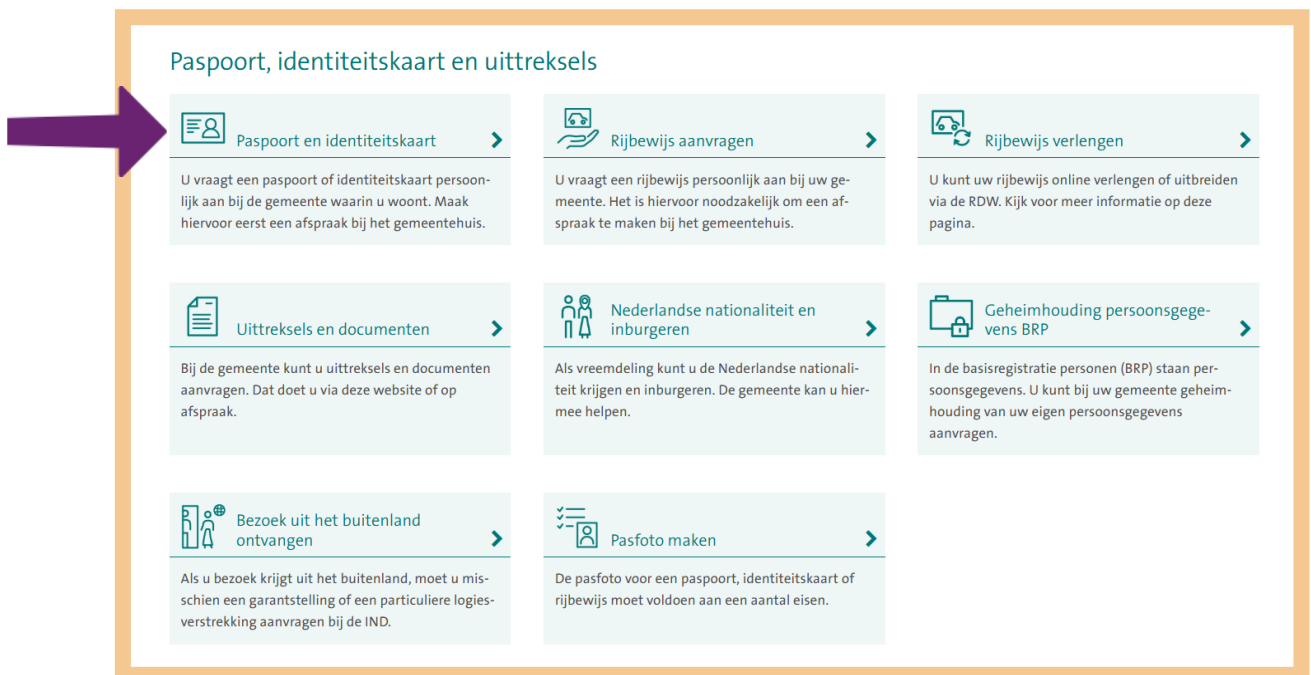 Paspoort, identiteitskaart en uittreksels
Paspoort en identiteitskaart
U vraagt een paspoort of identiteitskaart persoon-
lijk aan bij de gemeente waarin u woont. Maak
hiervoor eerst een afspraak bij het gemeentehuis.
Rijbewijs aanvragen
U vraagt een rijbewijs persoonlijk aan bij uw ge-
meente. Het is hiervoor noodzakelijk om een af-
spraak te maken bij het gemeentehuis.
Rijbewijs verlengen
U kunt uw rijbewijs online verlengen of uitbreiden
via de RDW. Kijk voor meer informatie op deze
pagina.
Uittreksels en documenten
Bij de gemeente kunt u uittreksels en documenten
aanvragen. Dat doet u via deze website of op
afspraak.
Nederlandse nationaliteit en
inburgeren
Als vreemdeling kunt u de Nederlandse nationali-
teit krijgen en inburgeren. De gemeente kan u hier-
mee helpen.
Geheimhouding persoonsgege-
vens BRP
In de basisregistratie personen (BRP) staan per-
soonsgegevens. U kunt bij uw gemeente geheim-
houding van uw eigen persoonsgegevens
aanvragen.
Bezoek uit het buitenland
ontvangen
Als u bezoek krijgt uit het buitenland, moet u mis-
schien een garantstelling of een particuliere logies-
verstrekking aanvragen bij de IND.
Pasfoto maken
De pasfoto voor een paspoort, identiteitskaart of
rijbewijs moet voldoen aan een aantal eisen.